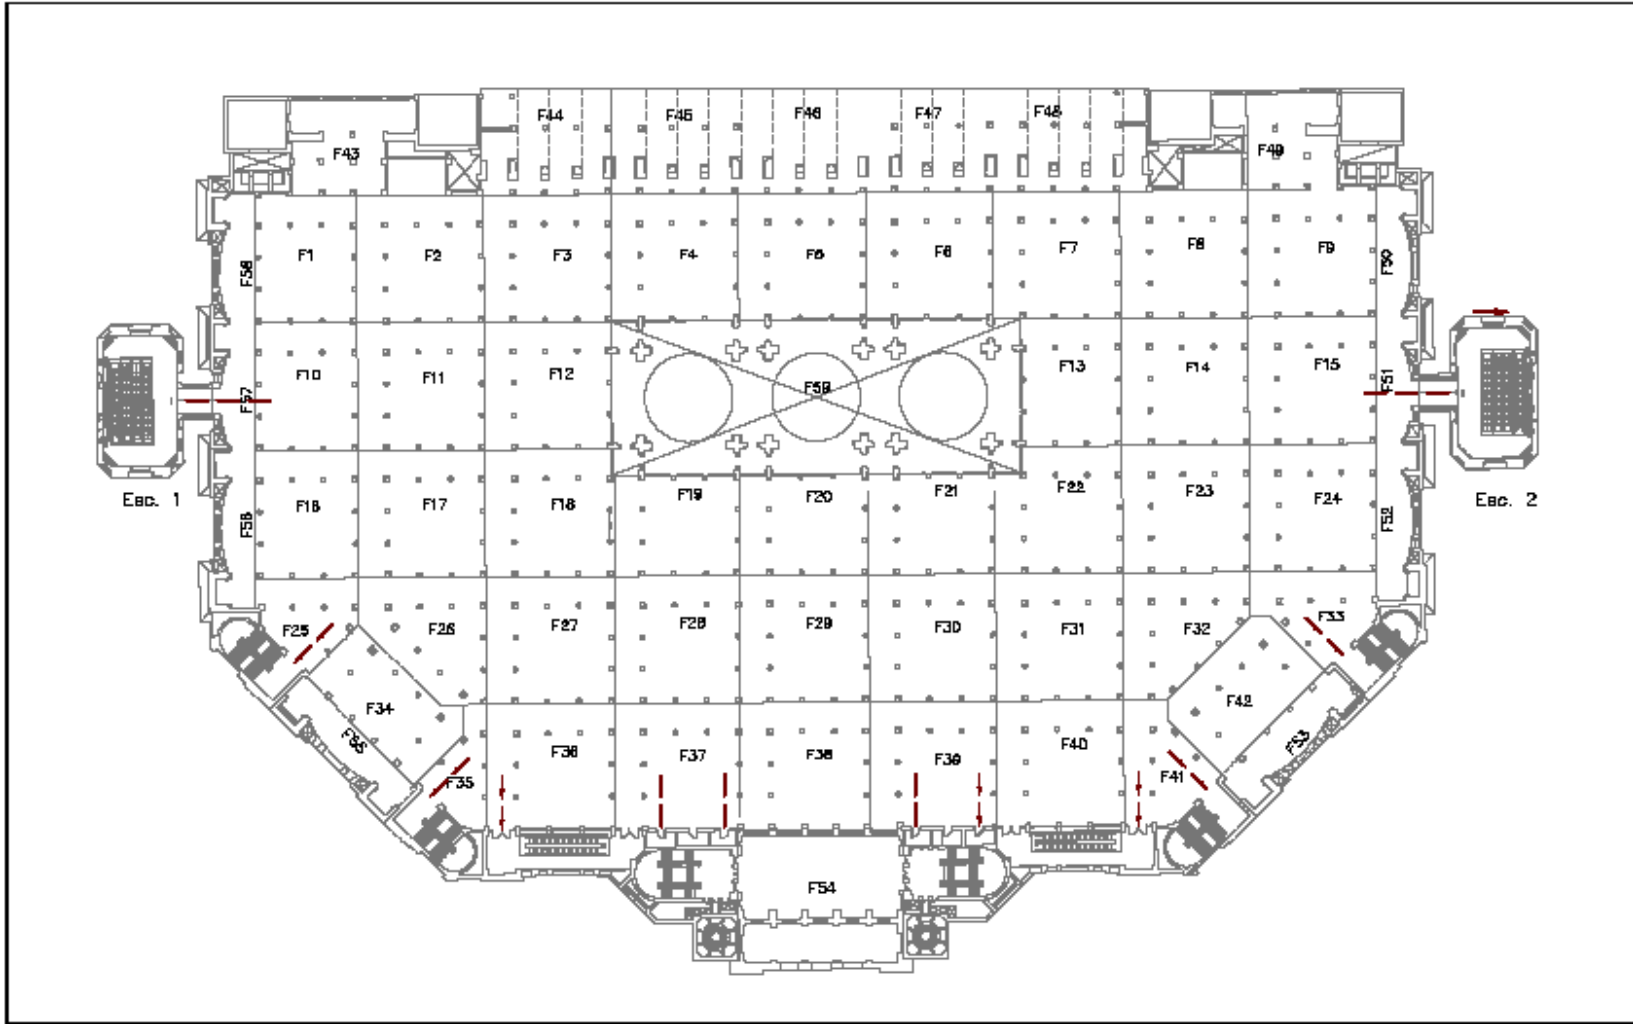 F44 F45 F46 F47 F48
F43 F49
F1 F2 F3 F4 F5 F6 F7 F8 F9
F58 F50
F10 F11 F12 F59 F13 F14 F15
F57 F51
Esc. 1 F16 F17 F18 F19 F20 F21 F22 F23 F24 Esc. 2
F56 F52
F25 F26 F27 F28 F29 F30 F31 F32 F33
F34 F42
F55 F53
F35 F36 F37 F38 F39 F40 F41
F54